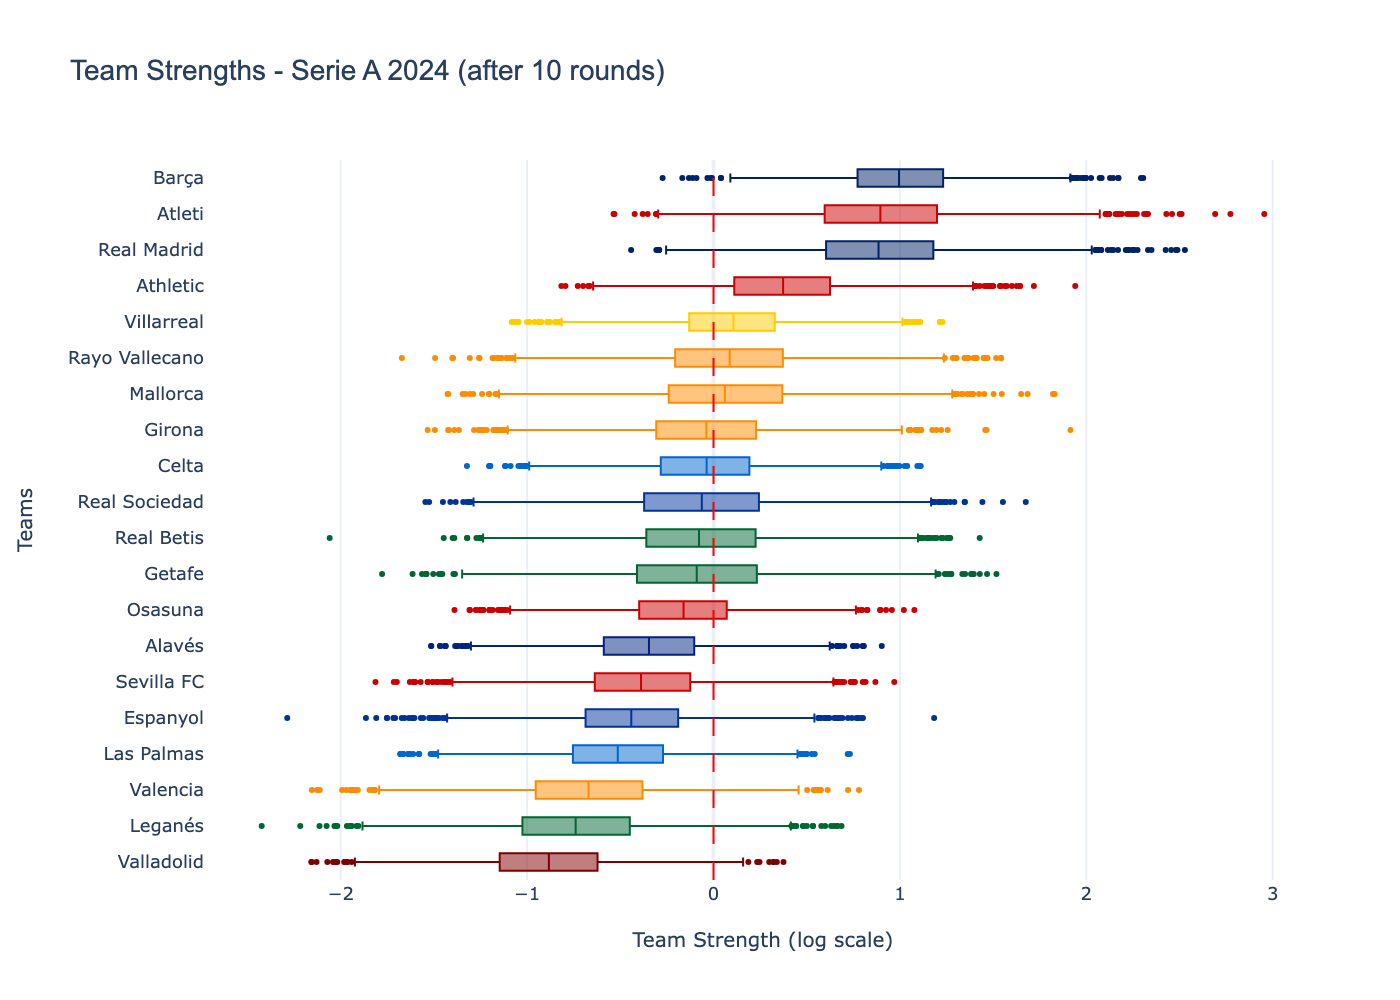 Team Strengths - Serie A 2024 (after 10 rounds)
Barça
Atleti
Real Madrid
Athletic
Villarreal
Rayo Vallecano
Mallorca
Girona
Celta
Real Sociedad
Real Betis
Getafe
Osasuna
Alavés
Sevilla FC
Espanyol
Las Palmas
Valencia
Leganés
Valladolid
Teams
−2 −1 0 1 2 3
Team Strength (log scale)